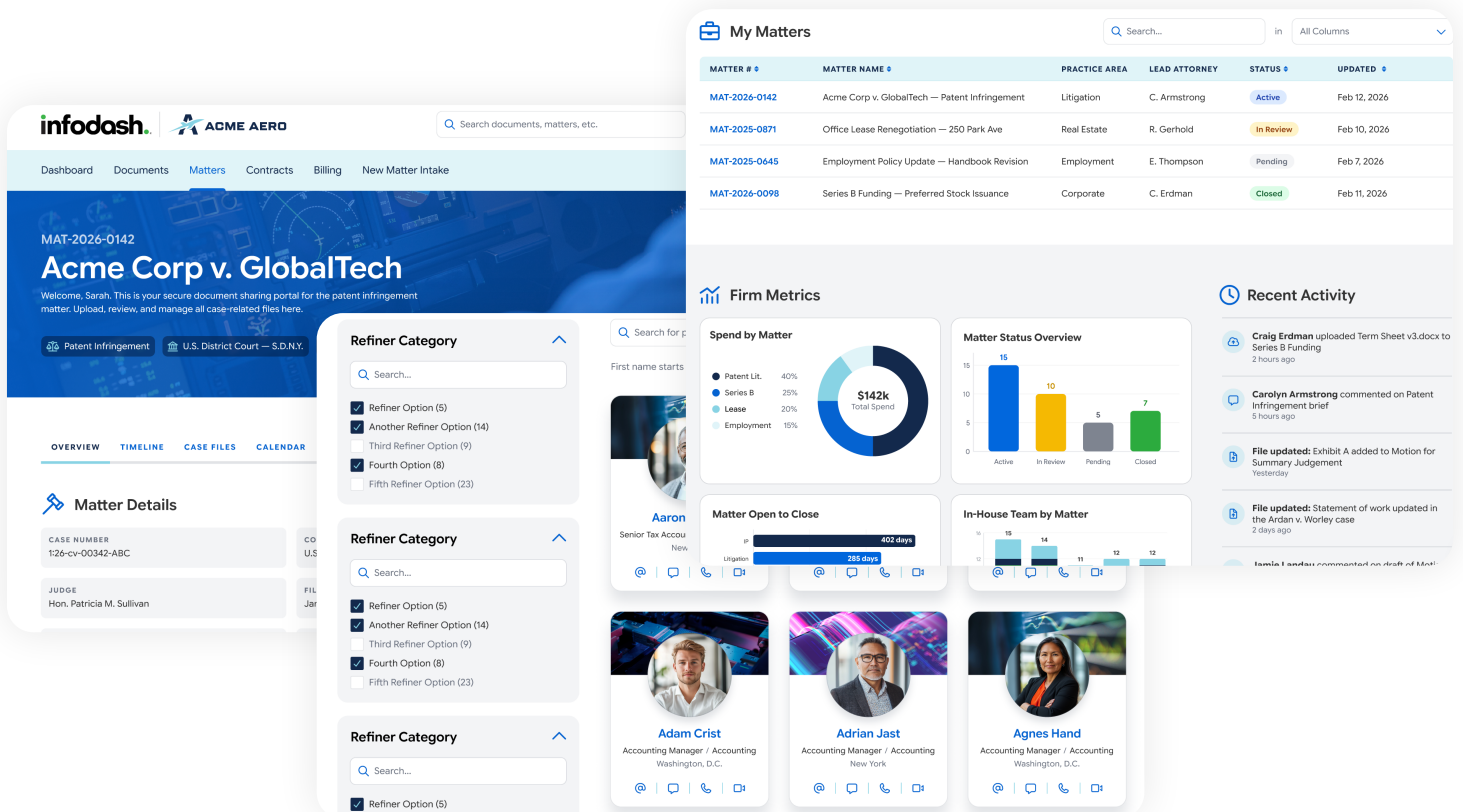 infodash.
ACME AERO
Search documents, matters, etc.
Dashboard Documents Matters Contracts Billing New Matter Intake
MAT-2026-0142
Acme Corp v. GlobalTech
Welcome, Sarah. This is your secure document sharing portal for the patent infringement
matter. Upload, review, and manage all case-related files here.
Patent Infringement U.S. District Court — S.D.N.Y.
OVERVIEW TIMELINE CASE FILES CALENDAR
Matter Details
CASE NUMBER
1:26-cv-00342-ABC
JUDGE
Hon. Patricia M. Sullivan
Refiner Category
Search...
Refiner Option (5)
Another Refiner Option (14)
Third Refiner Option (9)
Fourth Option (8)
Fifth Refiner Option (23)
Refiner Category
Search...
Refiner Option (5)
Another Refiner Option (14)
Third Refiner Option (9)
Fourth Option (8)
Fifth Refiner Option (23)
Refiner Category
Search...
Refiner Option (5)
Search for
First name starts
Aaron
Senior Tax
Adam Crist
Accounting Manager / Accounting
Washington, D.C.
Adrian Jast
Accounting Manager / Accounting
New York
Agnes Hand
Accounting Manager / Accounting
Washington, D.C.
My Matters
Search... in All Columns
MATTER # MATTER NAME PRACTICE AREA LEAD ATTORNEY STATUS UPDATED
MAT-2026-0142 Acme Corp v. GlobalTech — Patent Infringement Litigation C. Armstrong Active Feb 12, 2026
MAT-2025-0871 Office Lease Renegotiation — 250 Park Ave Real Estate R. Gerhold In Review Feb 10, 2026
MAT-2025-0645 Employment Policy Update — Handbook Revision Employment E. Thompson Pending Feb 7, 2026
MAT-2026-0098 Series B Funding — Preferred Stock Issuance Corporate C. Erdman Closed Feb 11, 2026
Firm Metrics
Spend by Matter
Patent Lit. 40%
Series B 25%
Lease 20%
Employment 15%
$142k
Total Spend
Matter Status Overview
15
10
5
0
15
10
5
7
Active In Review Pending Closed
Matter Open to Close
IP 402 days
Litigation 285 days
In-House Team by Matter
16
12
15
14
11
12
12
Recent Activity
Craig Erdman uploaded Term Sheet v3.docx to
Series B Funding
2 hours ago
Carolyn Armstrong commented on Patent
Infringement brief
5 hours ago
File updated: Exhibit A added to Motion for
Summary Judgement
Yesterday
File updated: Statement of work updated in
the Ardan v. Worley case
2 days ago
Jamie Landau commented on draft of